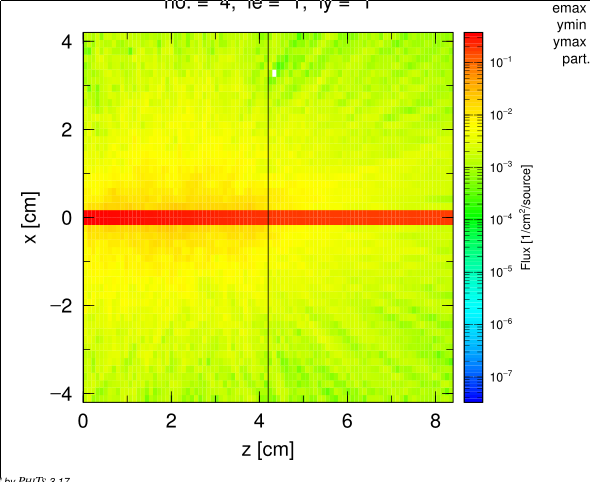 no. = 4, ie = 1, iy = 1
emax
ymin
ymax
part.
4
2
0
−2
−4
x [cm]
0 2 4 6 8
z [cm]
10−1
10−2
10−3
10−4
10−5
10−6
10−7
Flux [1/cm2/source]
by PHITS 3.17